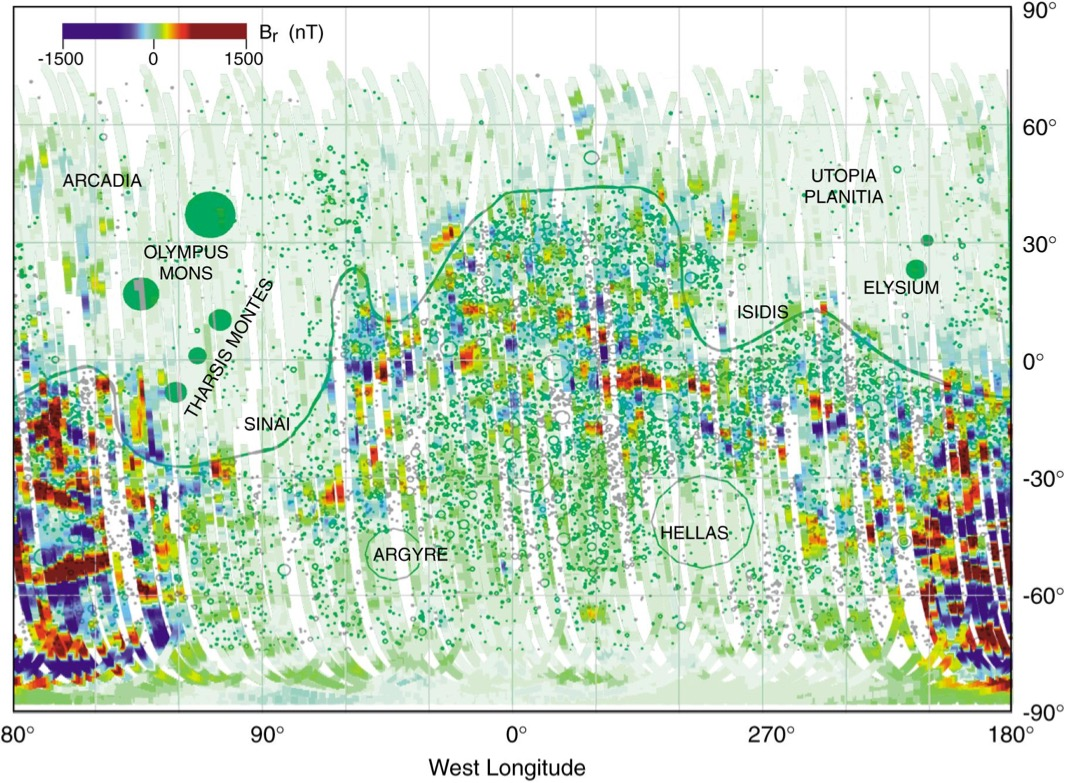 Br (nT)
-1500 0 1500
90°
60°
30°
0°
-30°
-60°
-90°
ARCADIA
UTOPIA
PLANITIA
OLYMPUS
MONS
THARSIS MONTES
ELYSIUM
ISIDIS
SINAI
HELLAS
ARGYRE
80° 90° 0° 270° 180°
West Longitude